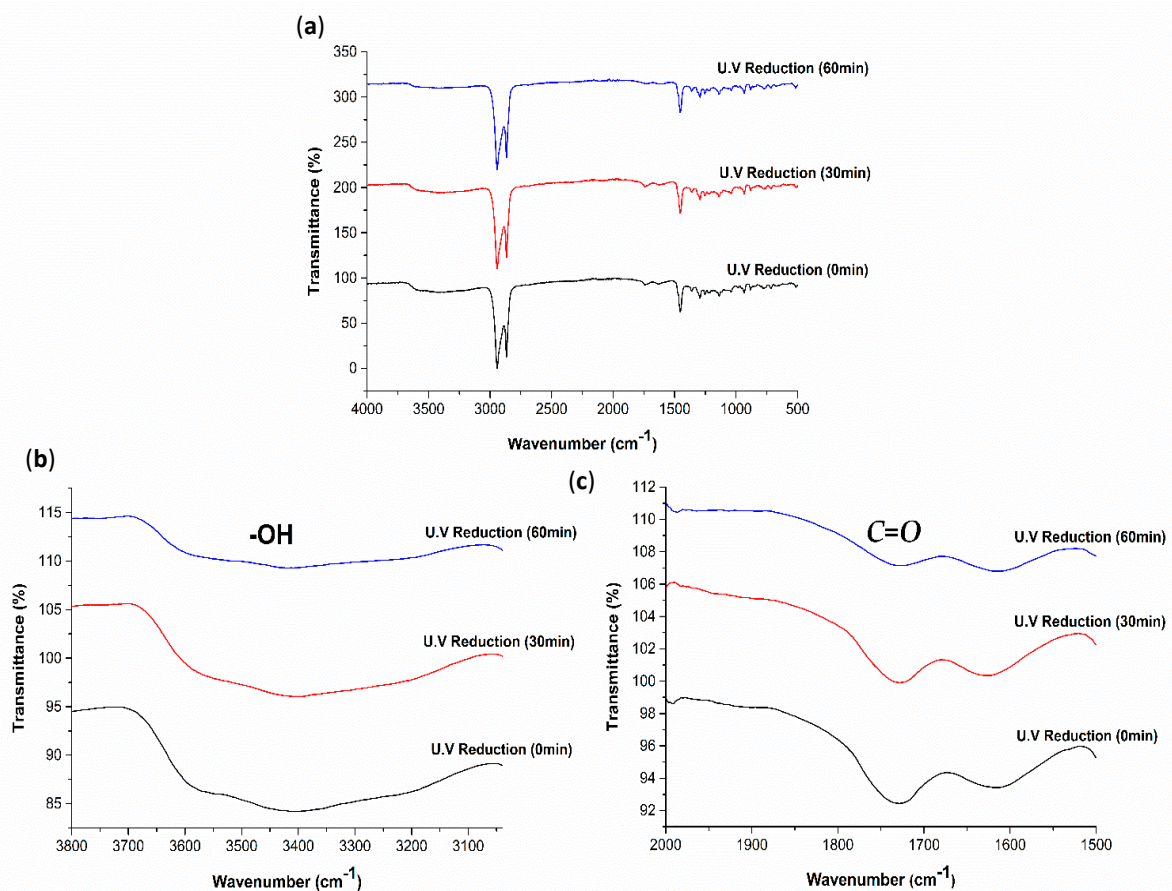 (a)
350
300
250
200
150
100
50
0
Transmittance (%)
U.V Reduction (60min)
U.V Reduction (30min)
U.V Reduction (0min)
4000 3500 3000 2500 2000 1500 1000 500
Wavenumber (cm⁻¹)
(b)
115
110
105
100
95
90
85
Transmittance (%)
-OH
U.V Reduction (60min)
U.V Reduction (30min)
U.V Reduction (0min)
3800 3700 3600 3500 3400 3300 3200 3100
Wavenumber (cm⁻¹)
(c)
112
110
108
106
104
102
100
98
96
94
92
Transmittance (%)
C=O
U.V Reduction (60min)
U.V Reduction (30min)
U.V Reduction (0min)
2000 1900 1800 1700 1600 1500
Wavenumber (cm⁻¹)